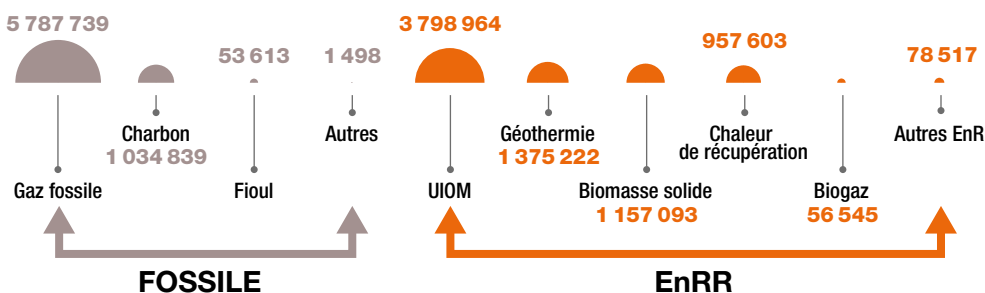 5 787 739
53 613
1 498
3 798 964
957 603
78 517
Charbon
1 034 839
Autres
Géothermie
1 375 222
Chaleur
de récupération
Autres EnR
Gaz fossile
Fioul
UIOM
Biomasse solide
1 157 093
Biogaz
56 545
FOSSILE
EnRR